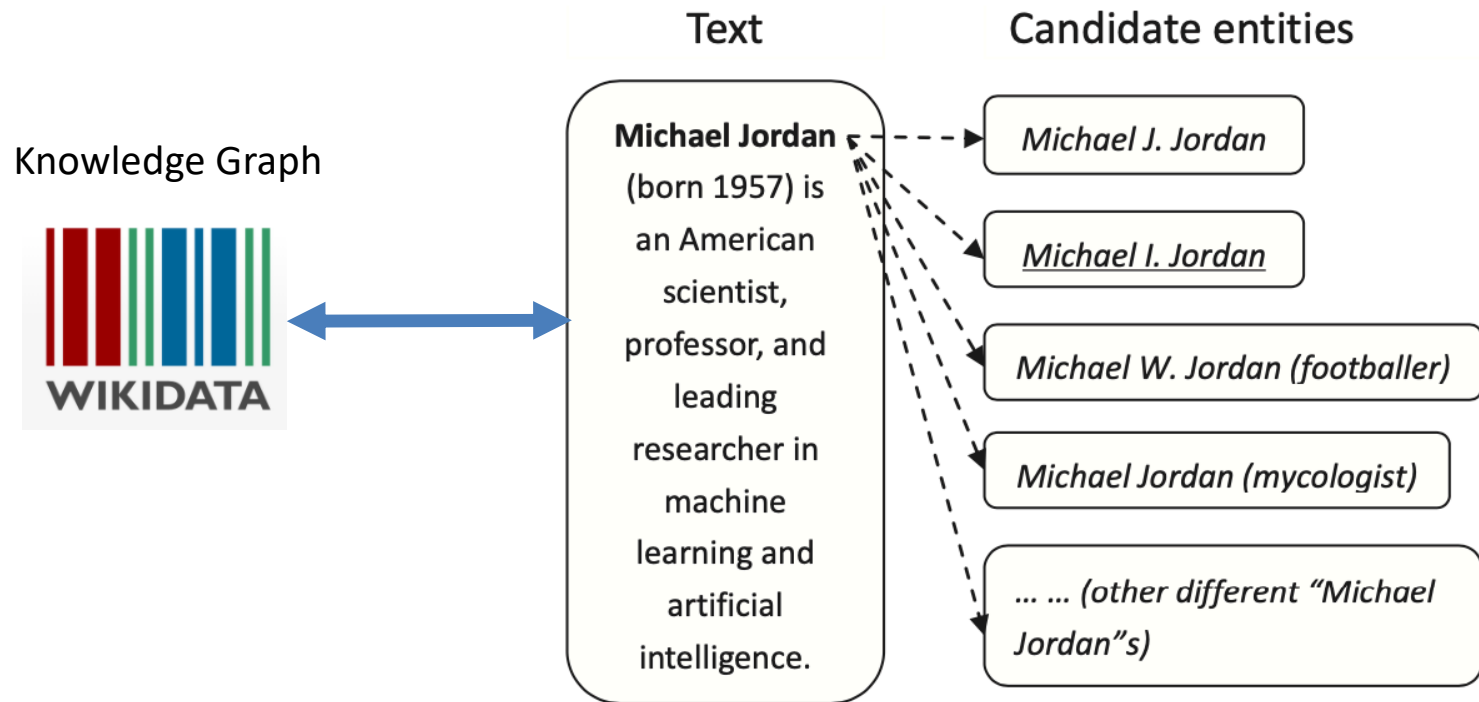 Text
Candidate entities
Knowledge Graph
WIKIDATA
Michael Jordan
(born 1957) is
an American
scientist,
professor, and
leading
researcher in
machine
learning and
artificial
intelligence.
Michael J. Jordan
Michael I. Jordan
Michael W. Jordan (footballer)
Michael Jordan (mycologist)
... ... (other different “Michael
Jordan”s)